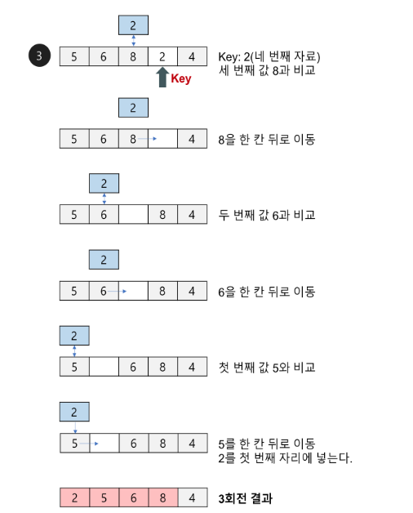 2
3
5 6 8 2 4
Key: 2(네 번째 자료)
세 번째 값 8과 비교
Key
2
5 6 8 4
8을 한 칸 뒤로 이동
2
5 6 8 4
두 번째 값 6과 비교
2
5 6 8 4
6을 한 칸 뒤로 이동
2
5 6 8 4
첫 번째 값 5와 비교
2
5 6 8 4
5를 한 칸 뒤로 이동
2를 첫 번째 자리에 넣는다.
2 5 6 8 4
3회전 결과